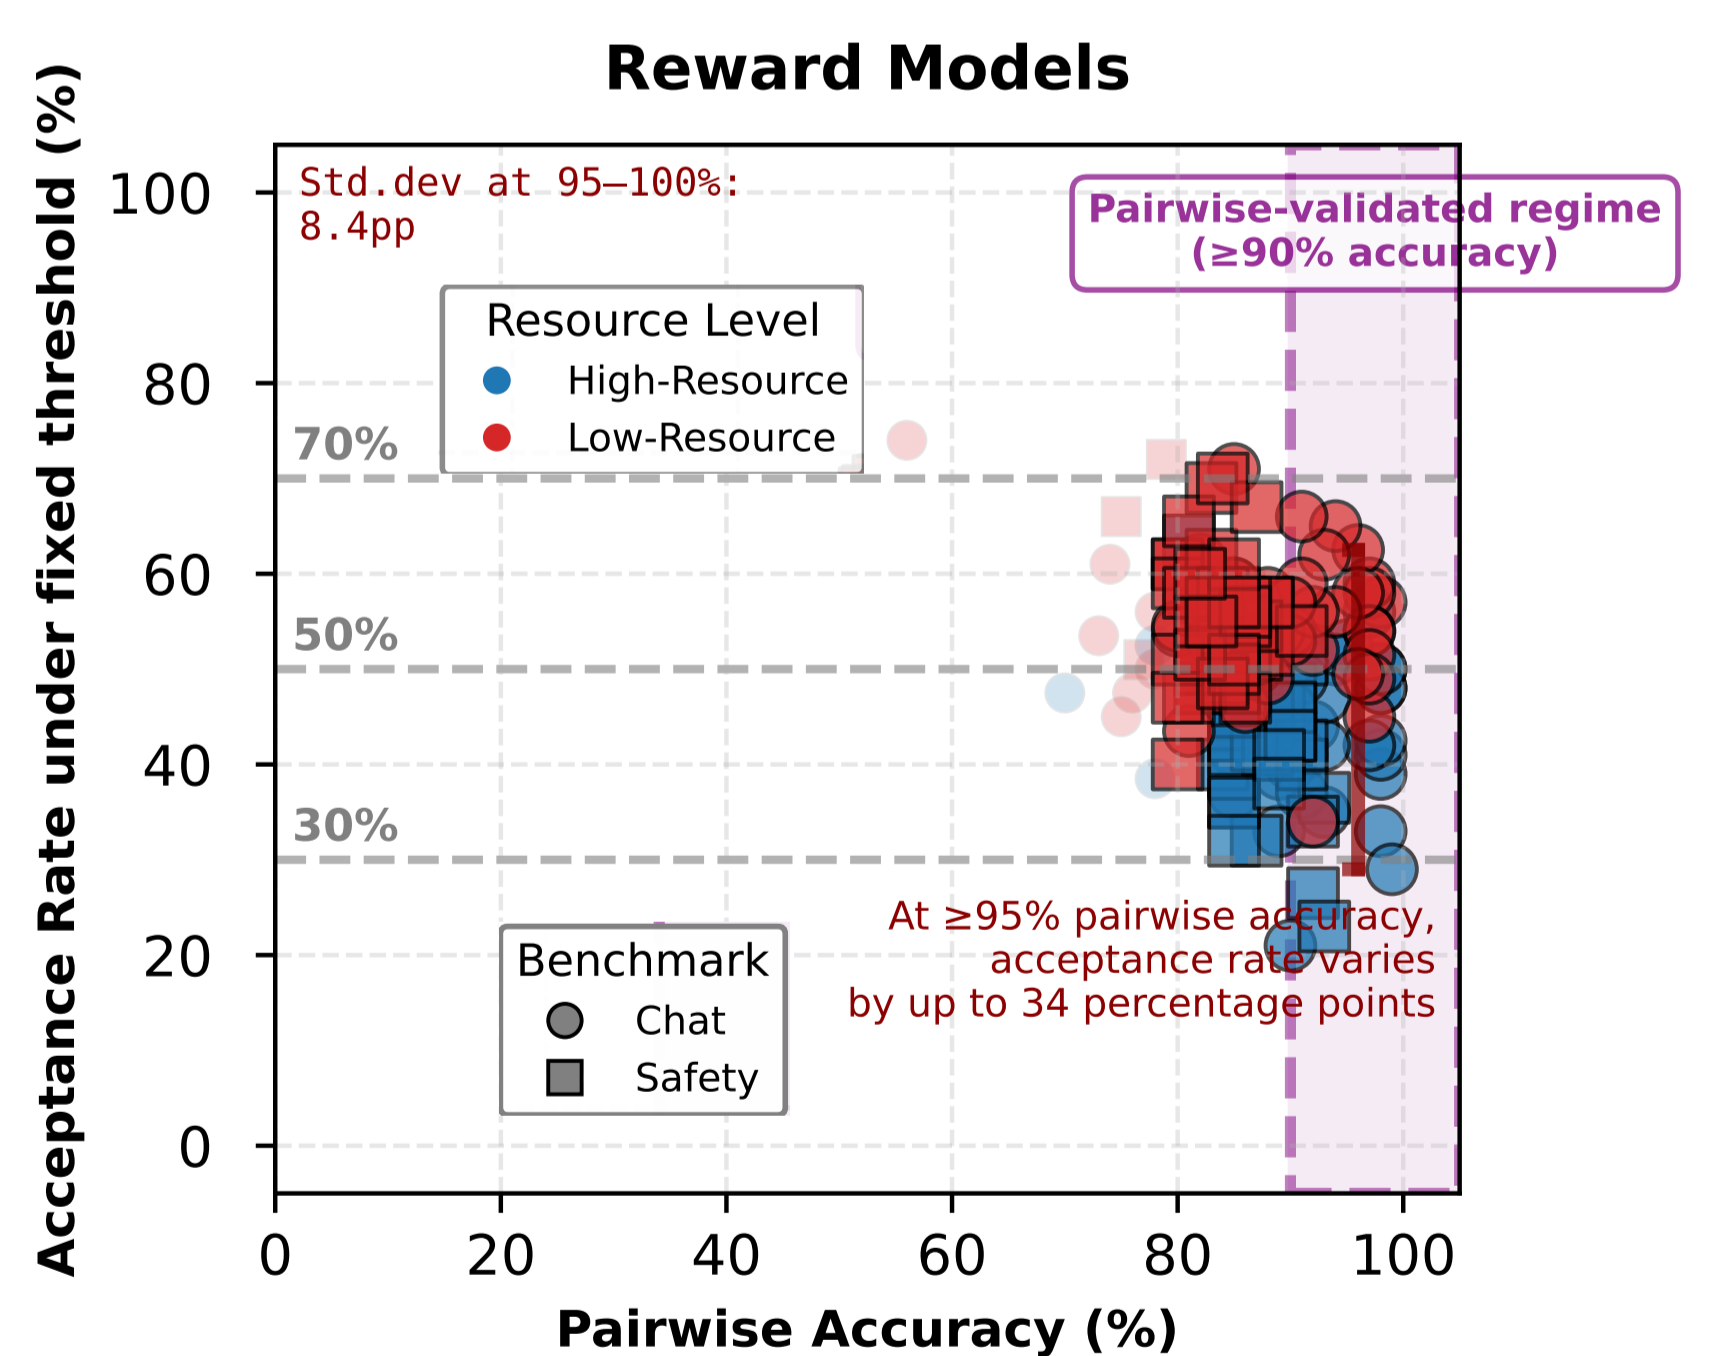 Reward Models
Acceptance Rate under fixed threshold (%)
100
80
60
40
20
0
Std.dev at 95–100%:
8.4pp
Pairwise-validated regime
(≥90% accuracy)
Resource Level
High-Resource
Low-Resource
70%
50%
30%
At ≥95% pairwise accuracy,
acceptance rate varies
by up to 34 percentage points
Benchmark
Chat
Safety
0
20
40
60
80
100
Pairwise Accuracy (%)